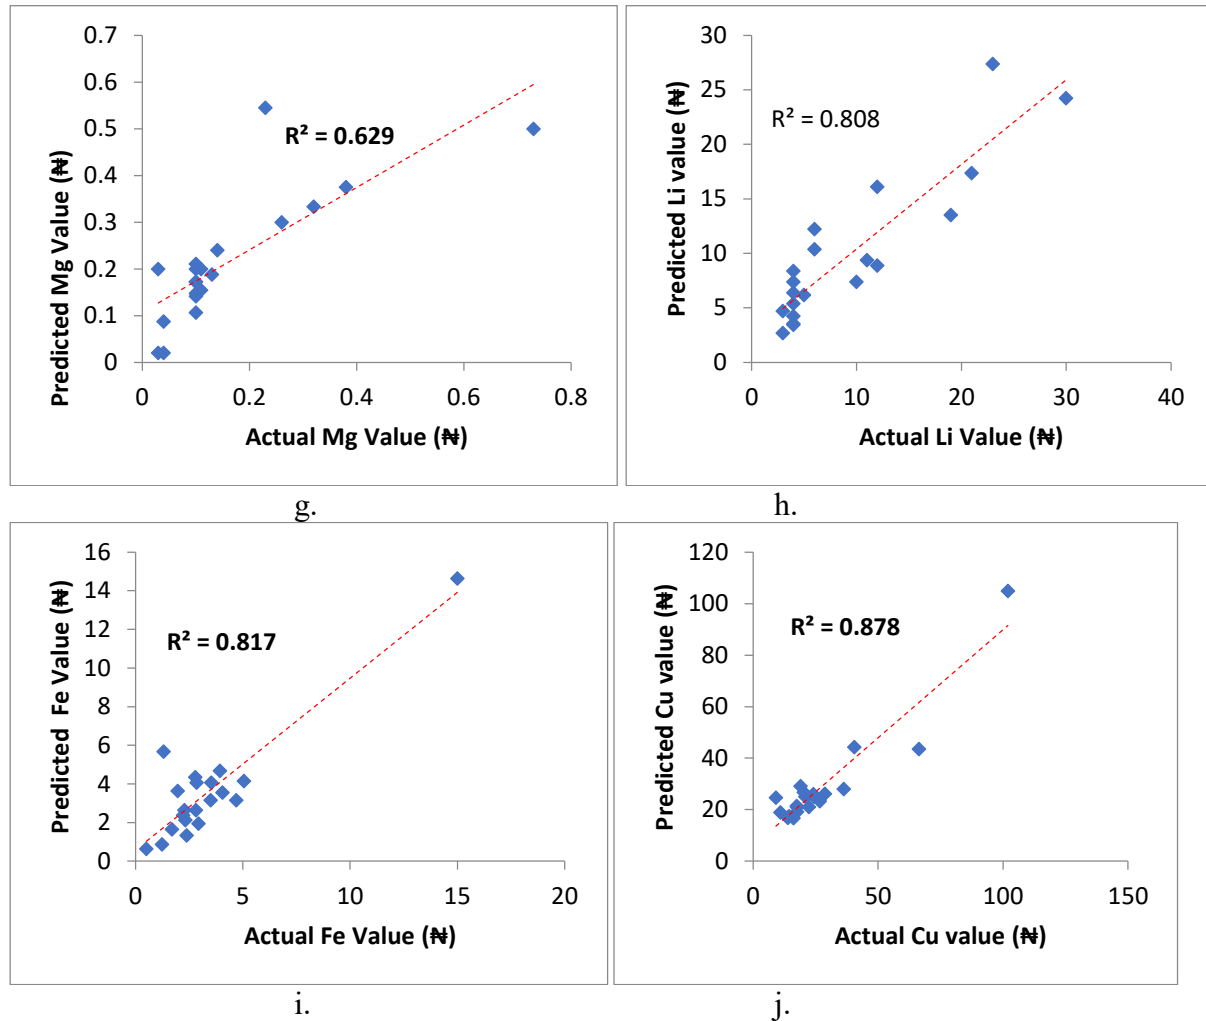 0.7
0.6
0.5
0.4
0.3
0.2
0.1
0
Predicted Mg Value (₦)
R² = 0.629
0 0.2 0.4 0.6 0.8
Actual Mg Value (₦)
30
25
20
15
10
5
0
Predicted Li value (₦)
R² = 0.808
0 10 20 30 40
Actual Li Value (₦)
g. h.
16
14
12
10
8
6
4
2
0
Predicted Fe Value (₦)
R² = 0.817
0 5 10 15 20
Actual Fe Value (₦)
120
100
80
60
40
20
0
Predicted Cu value (₦)
R² = 0.878
0 50 100 150
Actual Cu value (₦)
i. j.